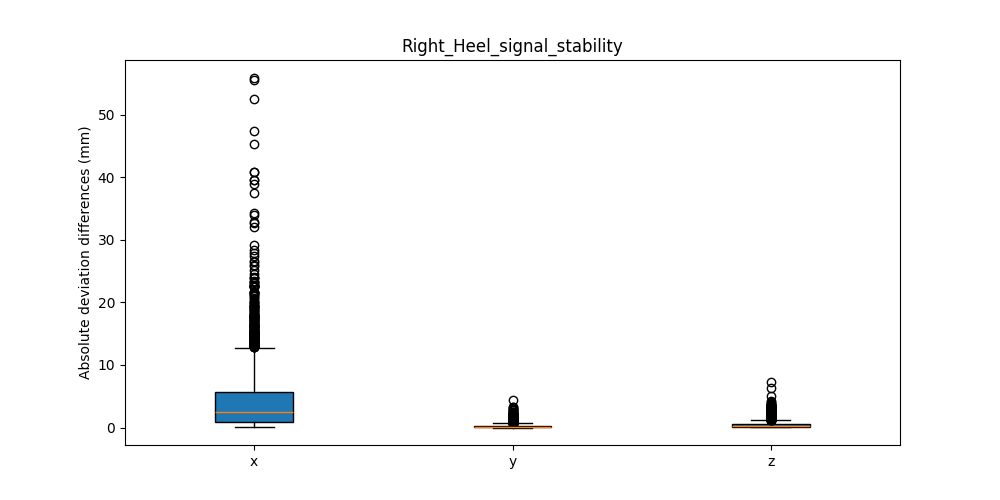 Right_Heel_signal_stability
Absolute deviation differences (mm)
50
40
30
20
10
0
x
y
z